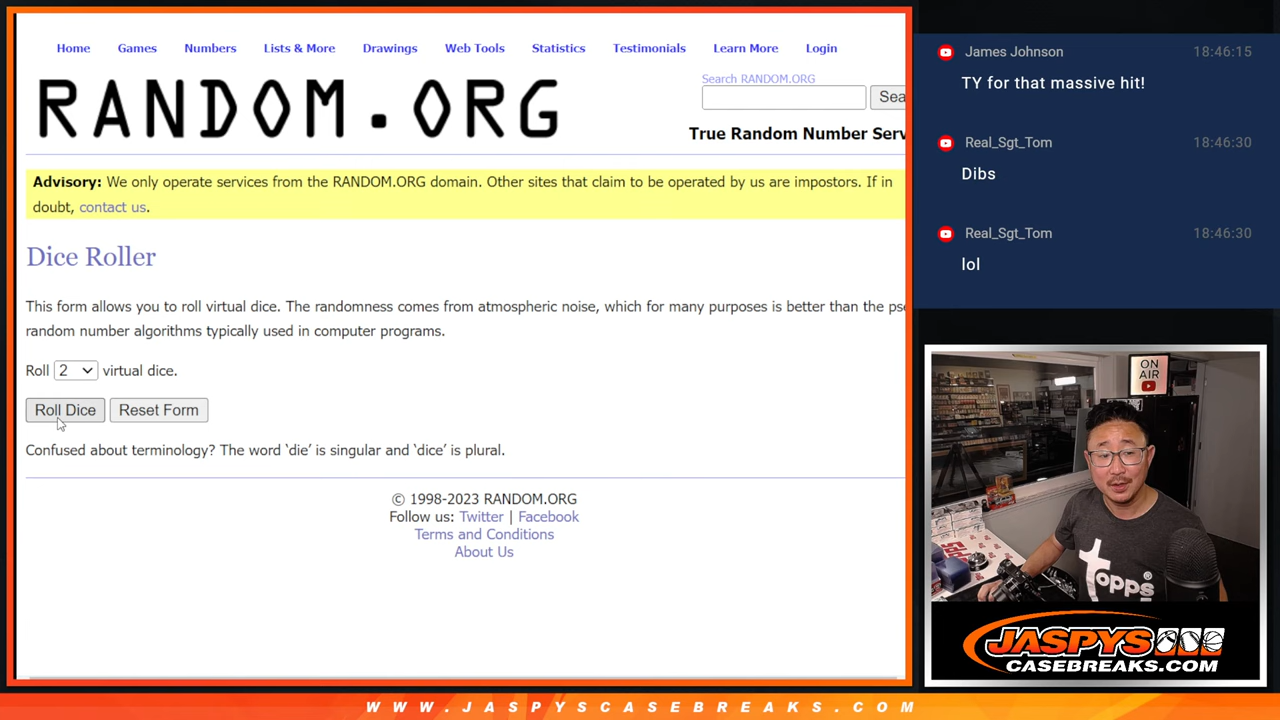 Home Games Numbers Lists & More Drawings Web Tools Statistics Testimonials Learn More Login
RANDOM.ORG
Search RANDOM.ORG
Sea
True Random Number Serv
Advisory: We only operate services from the RANDOM.ORG domain. Other sites that claim to be operated by us are impostors. If in
doubt, contact us.
Dice Roller
This form allows you to roll virtual dice. The randomness comes from atmospheric noise, which for many purposes is better than the pse
random number algorithms typically used in computer programs.
Roll 2 virtual dice.
Roll Dice Reset Form
Confused about terminology? The word ‘die’ is singular and ‘dice’ is plural.
© 1998-2023 RANDOM.ORG
Follow us: Twitter | Facebook
Terms and Conditions
About Us
James Johnson 18:46:15
TY for that massive hit!
Real_Sgt_Tom 18:46:30
Dibs
Real_Sgt_Tom 18:46:30
lol
ON
AIR
topps
JASPYS
CASEBREAKS.COM
WWW.JASPYSCASEBREAKS.COM